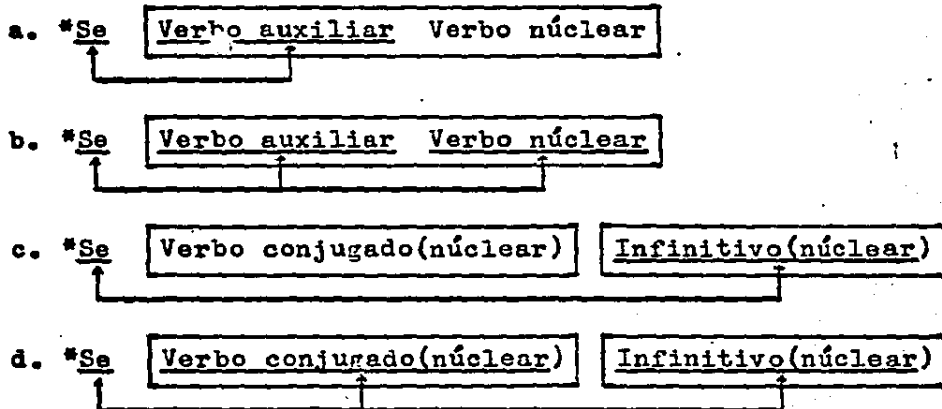 a. *Se Verbo auxiliar Verbo núclear
b. *Se Verbo auxiliar Verbo núclear
c. *Se Verbo conjugado(núclear) Infinitivo(núclear)
d. *Se Verbo conjugado(núclear) Infinitivo(núclear)